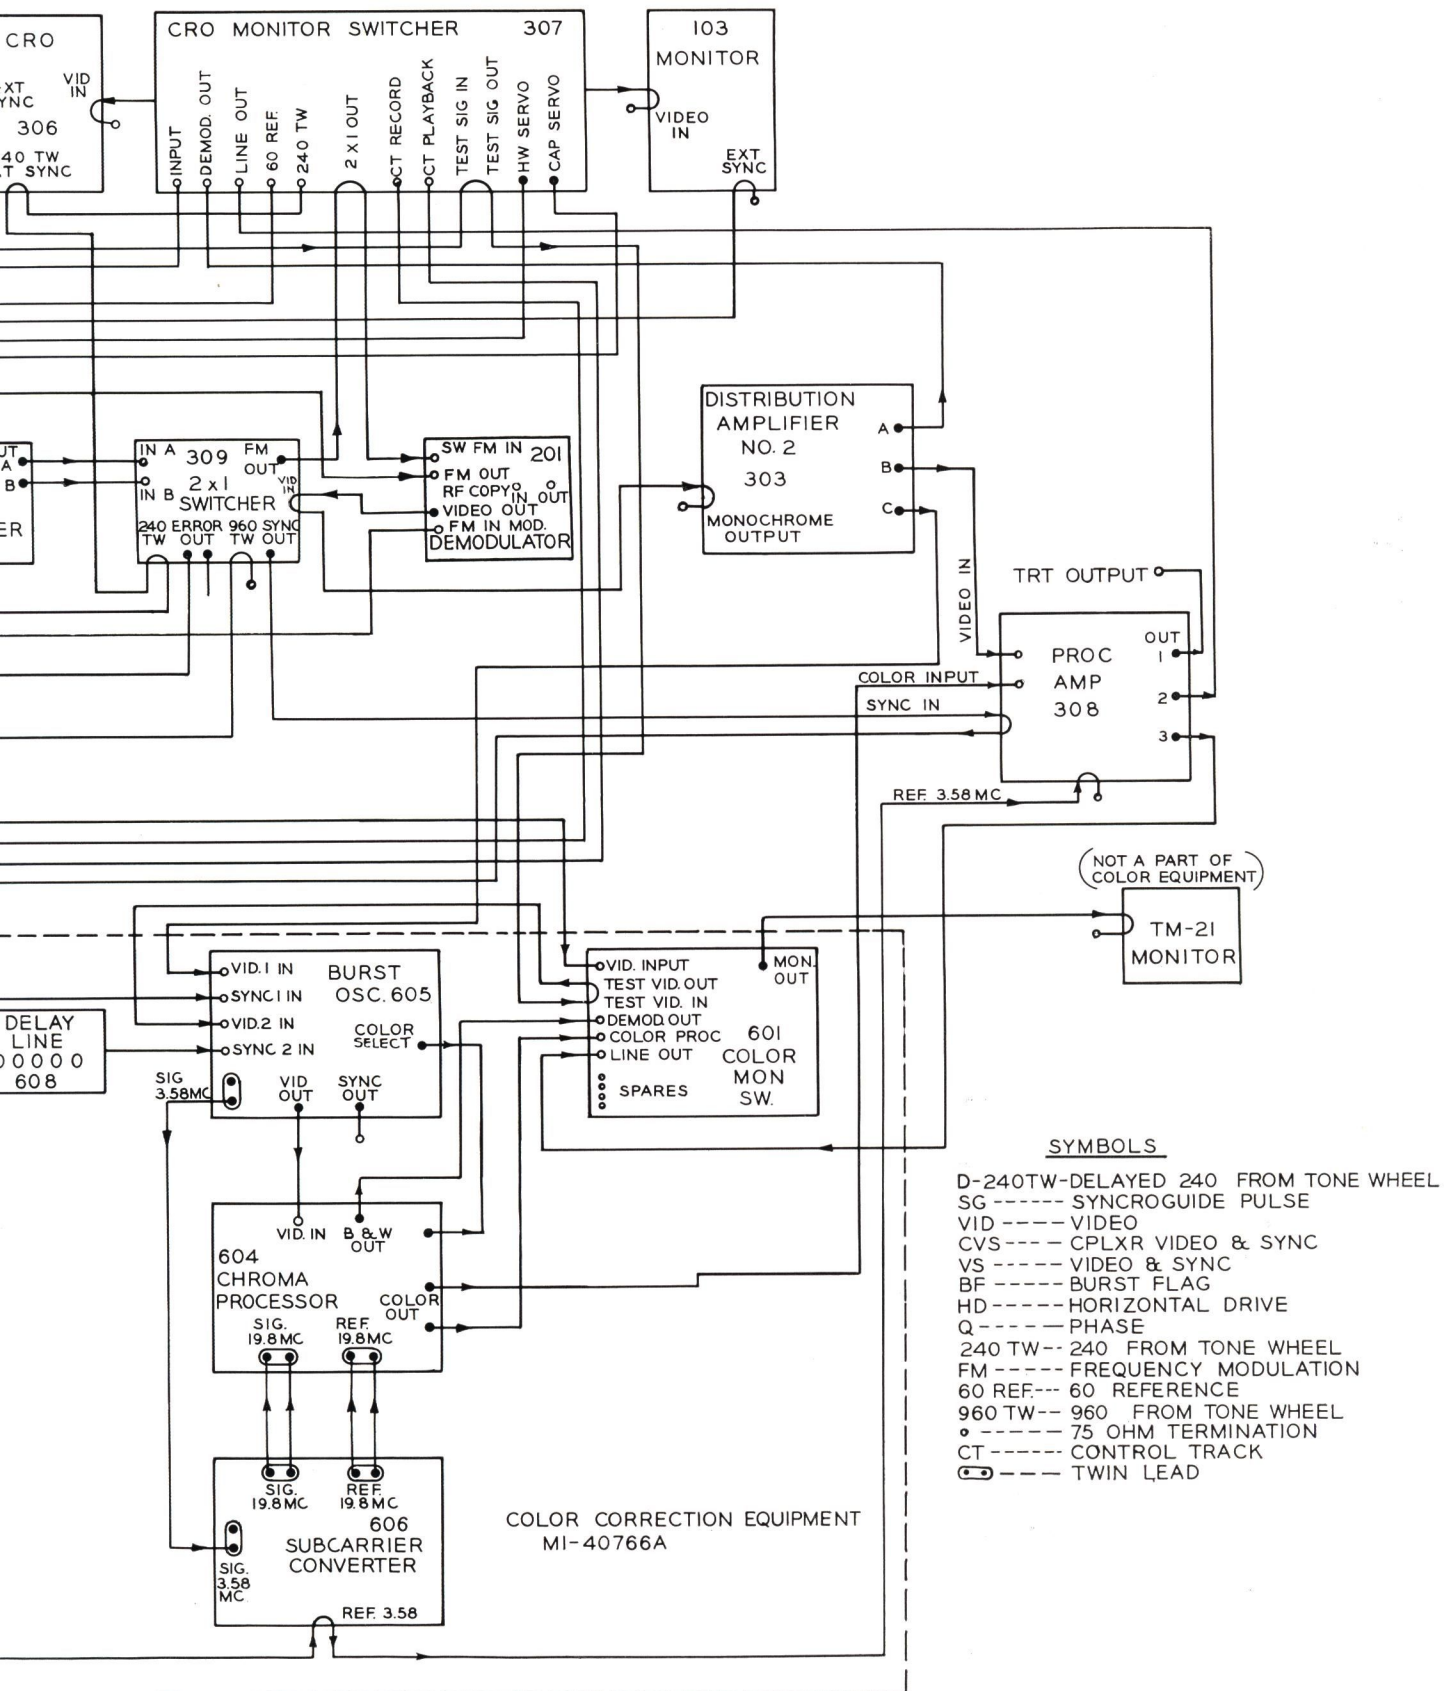 CRO
VID
IN
306
SYNC
CRO MONITOR SWITCHER 307
INPUT
DEMOD. OUT
LINE OUT
60 REF.
240 TW
2 X 1 OUT
CT RECORD
CT PLAYBACK
TEST SIG IN
TEST SIG OUT
HW SERVO
CAP SERVO
103
MONITOR
VIDEO
IN
EXT
SYNC
A
B
IN A
309
FM
OUT
IN B
2 x 1
SWITCHER
VID
IN
240 ERROR 960 SYNC
TW OUT TW OUT
SW FM IN 201
FM OUT
RF COPY IN OUT
VIDEO OUT
FM IN MOD.
DEMODULATOR
DISTRIBUTION
AMPLIFIER
NO. 2
303
A
B
C
MONOCHROME
OUTPUT
VIDEO IN
TRT OUTPUT
PROC
AMP
308
OUT
1
2
3
COLOR INPUT
SYNC IN
REF. 3.58 MC
(NOT A PART OF
COLOR EQUIPMENT)
TM-21
MONITOR
VID. 1 IN
SYNC 1 IN
VID. 2 IN
SYNC 2 IN
BURST
OSC. 605
COLOR
SELECT
SIG
3.58MC
VID
OUT
SYNC
OUT
DELAY
LINE
608
VID. INPUT
TEST VID. OUT
TEST VID. IN
DEMOD. OUT
COLOR PROC
LINE OUT
SPARES
MON.
OUT
601
COLOR
MON
SW.
VID. IN
B & W
OUT
604
CHROMA
PROCESSOR
COLOR
OUT
SIG.
19.8 MC
REF.
19.8 MC
SIG.
19.8 MC
REF.
19.8 MC
606
SUBCARRIER
CONVERTER
SIG.
3.58
MC
REF. 3.58
COLOR CORRECTION EQUIPMENT
MI-40766A
SYMBOLS
D-240TW-DELAYED 240 FROM TONE WHEEL
SG ------ SYNCROGUIDE PULSE
VID ---- VIDEO
CVS---- CPLXR VIDEO & SYNC
VS ----- VIDEO & SYNC
BF ----- BURST FLAG
HD ----- HORIZONTAL DRIVE
Q ----- PHASE
240 TW-- 240 FROM TONE WHEEL
FM ----- FREQUENCY MODULATION
60 REF.--- 60 REFERENCE
960 TW-- 960 FROM TONE WHEEL
----- 75 OHM TERMINATION
CT ------ CONTROL TRACK
--- TWIN LEAD